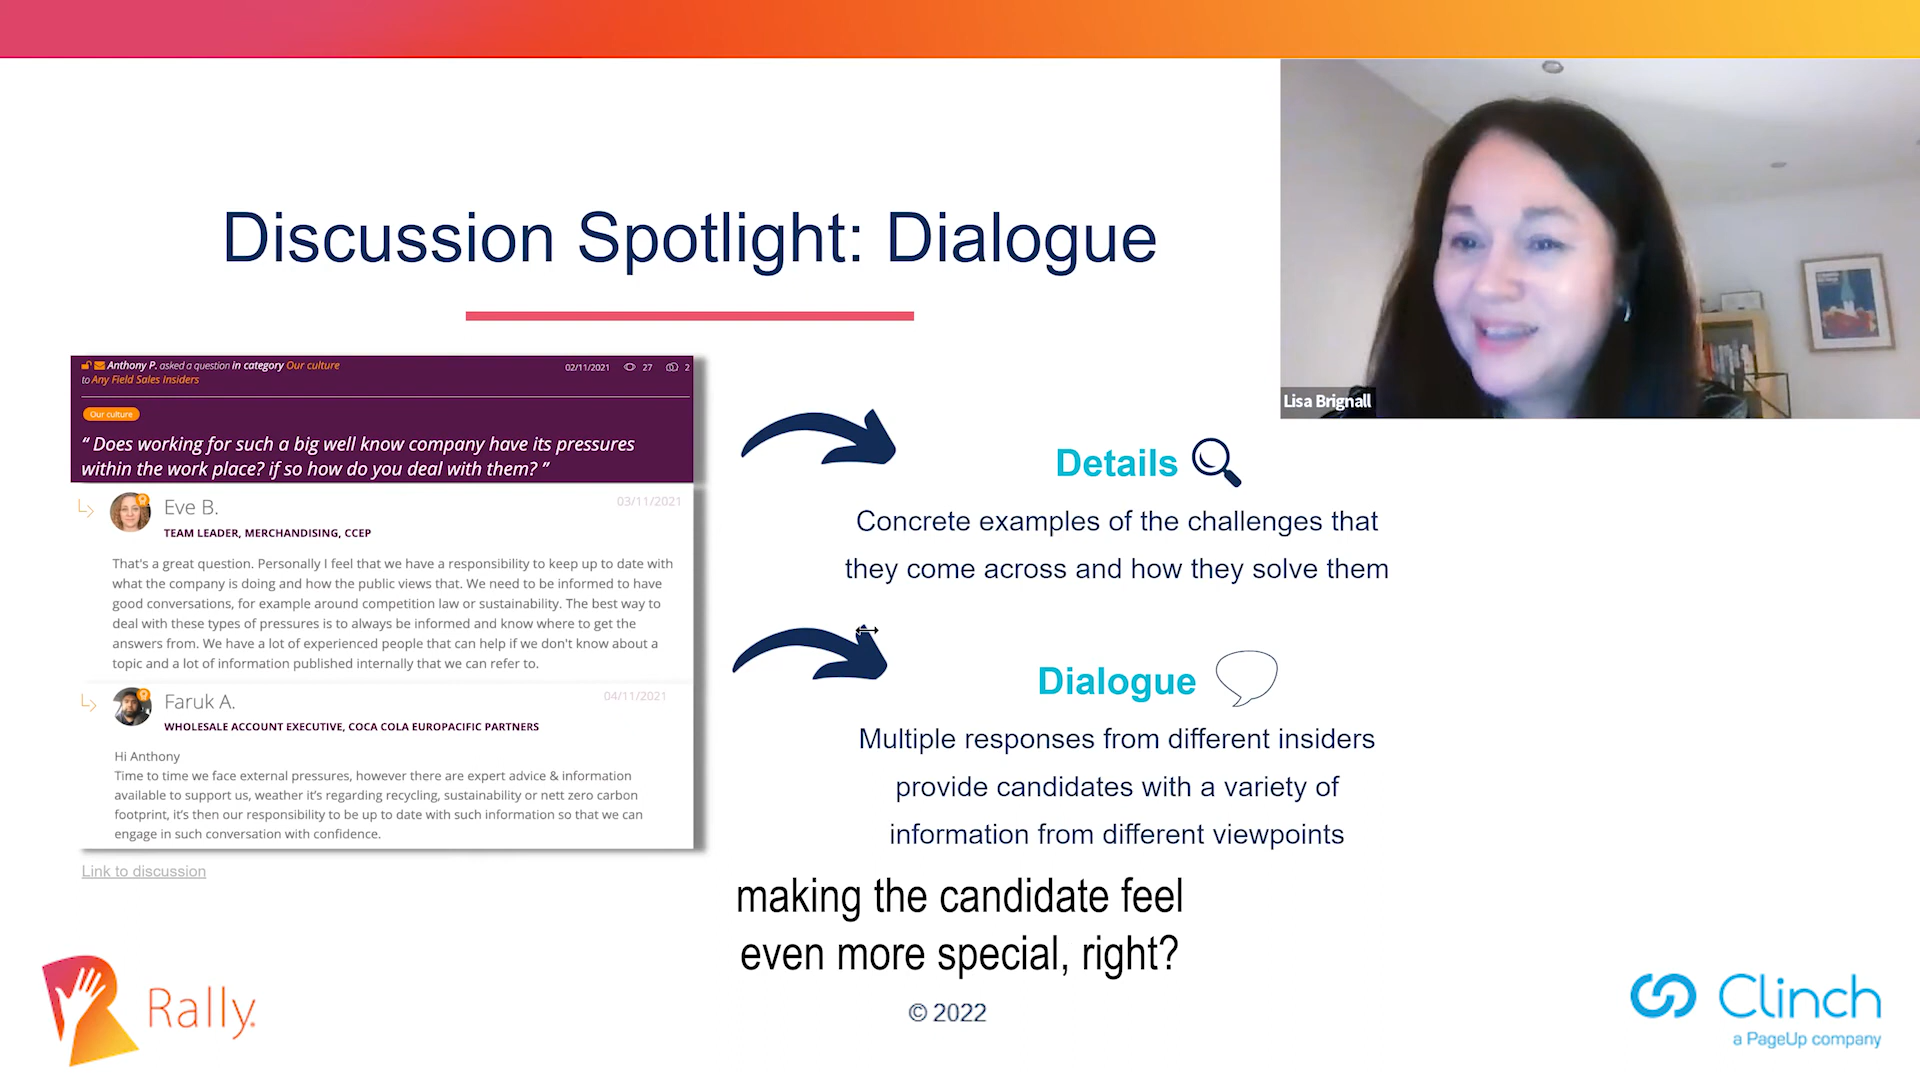 Discussion Spotlight: Dialogue
Anthony P. asked a question in category Our culture
to Any Field Sales Insiders
02/11/2021 27 2
Our culture
“ Does working for such a big well know company have its pressures
within the work place? if so how do you deal with them? ”
Eve B.
03/11/2021
TEAM LEADER, MERCHANDISING, CCEP
That's a great question. Personally I feel that we have a responsibility to keep up to date with
what the company is doing and how the public views that. We need to be informed to have
good conversations, for example around competition law or sustainability. The best way to
deal with these types of pressures is to always be informed and know where to get the
answers from. We have a lot of experienced people that can help if we don't know about a
topic and a lot of information published internally that we can refer to.
Faruk A.
04/11/2021
WHOLESALE ACCOUNT EXECUTIVE, COCA COLA EUROPACIFIC PARTNERS
Hi Anthony
Time to time we face external pressures, however there are expert advice & information
available to support us, weather it's regarding recycling, sustainability or nett zero carbon
footprint, it's then our responsibility to be up to date with such information so that we can
engage in such conversation with confidence.
Link to discussion
Details
Concrete examples of the challenges that
they come across and how they solve them
Dialogue
Multiple responses from different insiders
provide candidates with a variety of
information from different viewpoints
Lisa Brignall
making the candidate feel
even more special, right?
© 2022
Rally
Clinch
a PageUp company